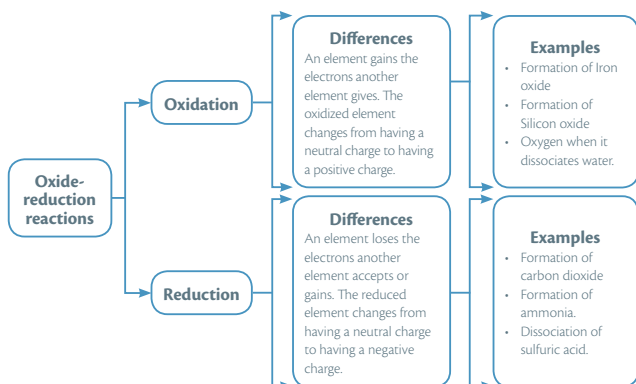 Oxide-
reduction
reactions
Oxidation
Differences
An element gains the
electrons another
element gives. The
oxidized element
changes from having a
neutral charge to having
a positive charge.
Examples
• Formation of Iron
oxide
• Formation of
Silicon oxide
• Oxygen when it
dissociates water.
Reduction
Differences
An element loses the
electrons another
element accepts or
gains. The reduced
element changes from
having a neutral charge
to having a negative
charge.
Examples
• Formation of
carbon dioxide
• Formation of
ammonia.
• Dissociation of
sulfuric acid.